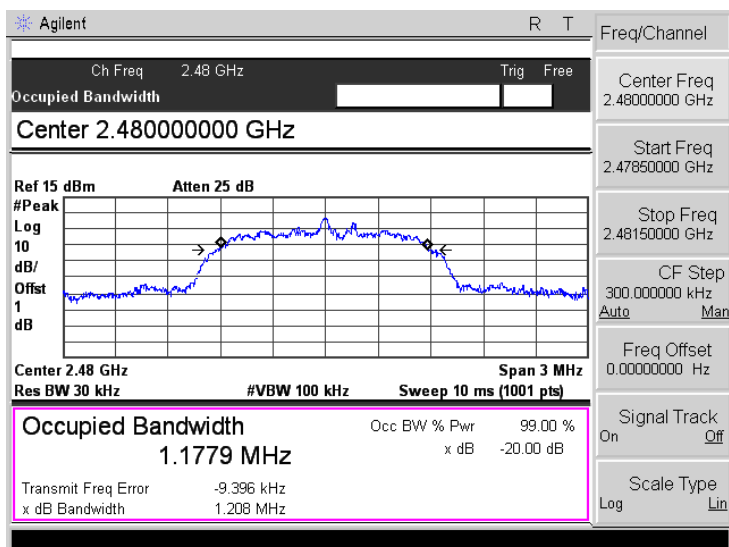 Agilent R T
Ch Freq 2.48 GHz Trig Free
Occupied Bandwidth
Center 2.480000000 GHz
Ref 15 dBm Atten 25 dB
#Peak
Log
10
dB/
Offst
1
dB
Center 2.48 GHz Span 3 MHz
Res BW 30 kHz #VBW 100 kHz Sweep 10 ms (1001 pts)
Occupied Bandwidth Occ BW % Pwr 99.00 %
1.1779 MHz x dB -20.00 dB
Transmit Freq Error -9.396 kHz
x dB Bandwidth 1.208 MHz
Freq/Channel
Center Freq
2.48000000 GHz
Start Freq
2.47850000 GHz
Stop Freq
2.48150000 GHz
CF Step
300.000000 kHz
Auto Man
Freq Offset
0.00000000 Hz
Signal Track
On Off
Scale Type
Log Lin